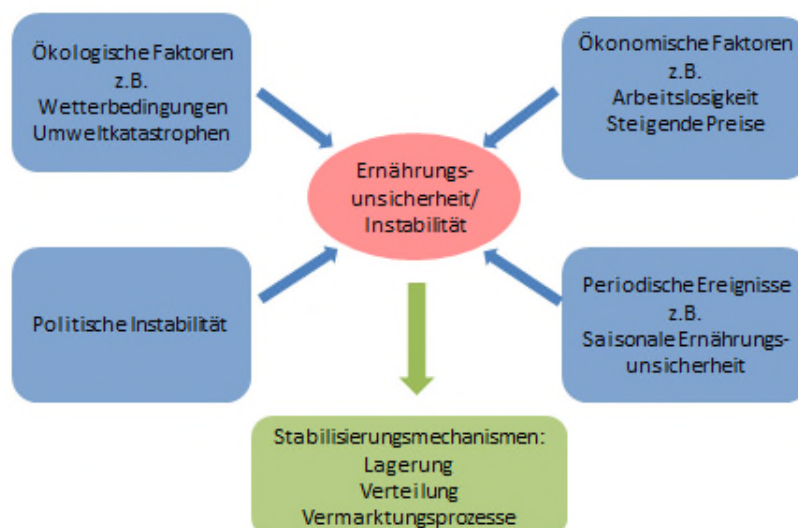 Ökologische Faktoren
z.B.
Wetterbedingungen
Umweltkatastrophen
Ökonomische Faktoren
z.B.
Arbeitslosigkeit
Steigende Preise
Ernährungs-
unsicherheit/
Instabilität
Politische Instabilität
Periodische Ereignisse
z.B.
Saisonale Ernährungs-
unsicherheit
Stabilisierungsmechanismen:
Lagerung
Verteilung
Vermarktungsprozesse